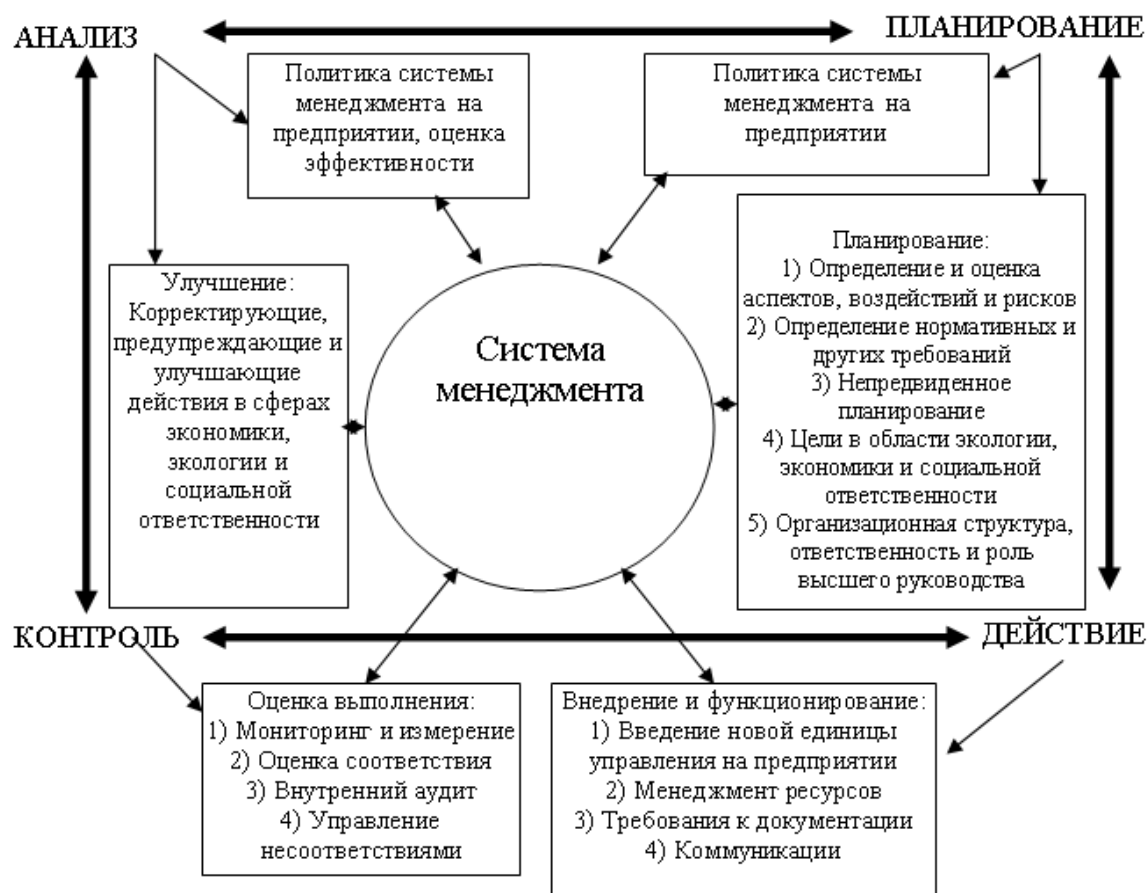 АНАЛИЗ
ПЛАНИРОВАНИЕ
Политика системы
менеджмента на
предприятии, оценка
эффективности
Политика системы
менеджмента на
предприятии
Улучшение:
Корректирующие,
предупреждающие и
улучшающие
действия в сферах
экономики,
экологии и
социальной
ответственности
Система
менеджмента
Планирование:
1) Определение и оценка
аспектов, воздействий и рисков
2) Определение нормативных и
других требований
3) Непредвиденное
планирование
4) Цели в области экологии,
экономики и социальной
ответственности
5) Организационная структура,
ответственность и роль
высшего руководства
КОНТРОЛЬ
ДЕЙСТВИЕ
Оценка выполнения:
1) Мониторинг и измерение
2) Оценка соответствия
3) Внутренний аудит
4) Управление
несоответствиями
Внедрение и функционирование:
1) Введение новой единицы
управления на предприятии
2) Менеджмент ресурсов
3) Требования к документации
4) Коммуникации